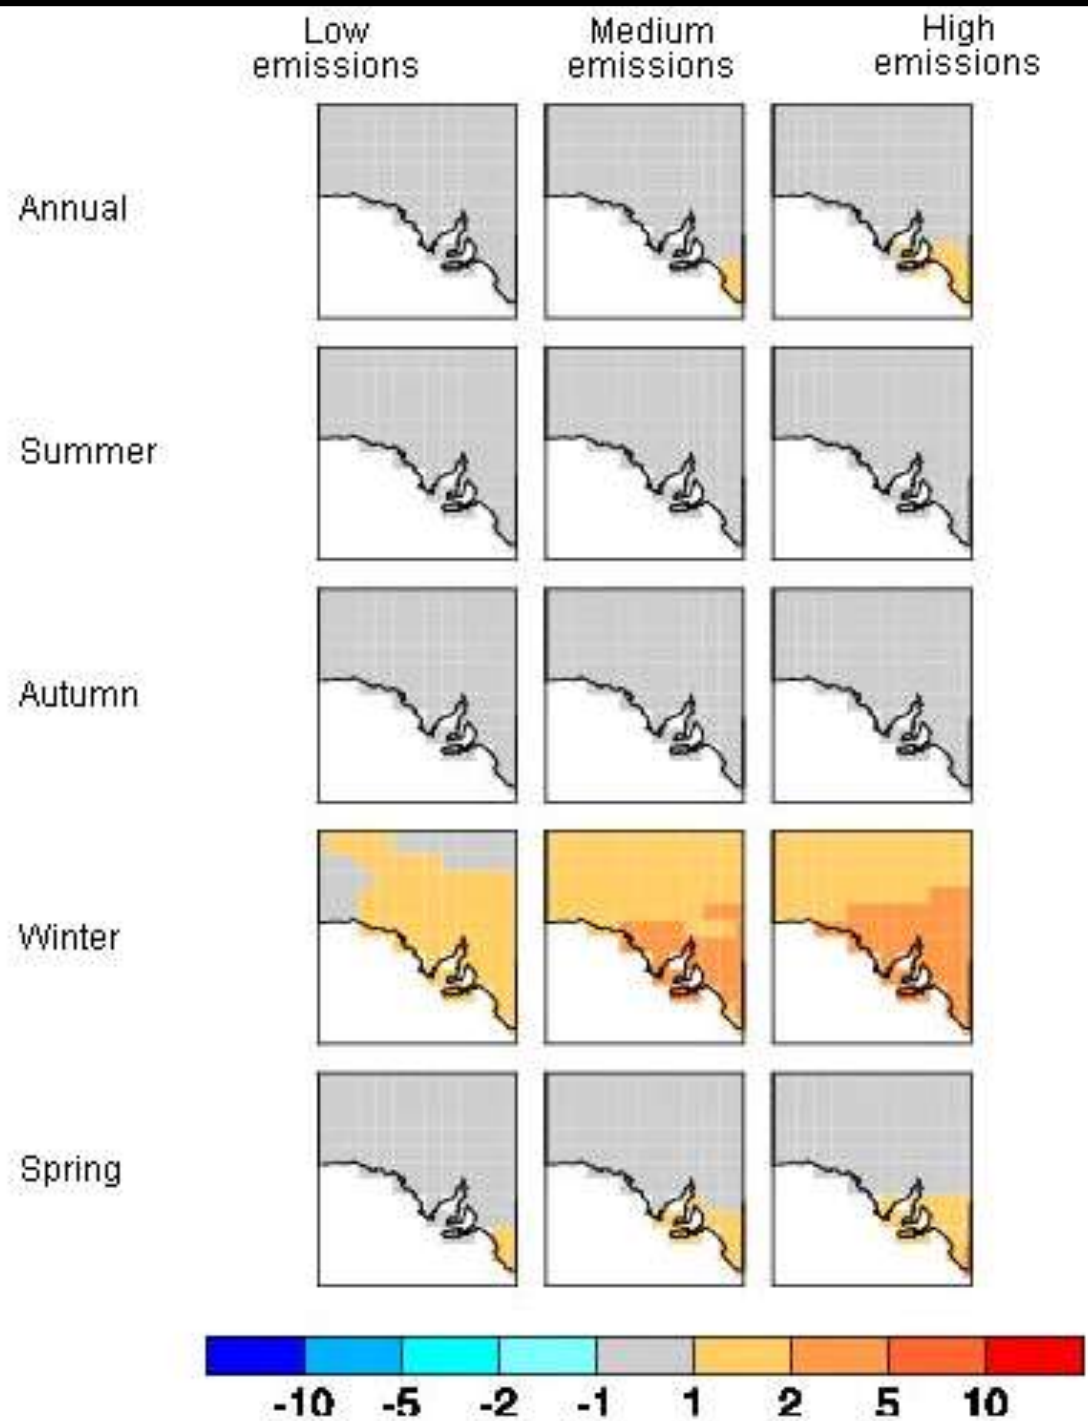 Low emissions
Medium emissions
High emissions
Annual
Summer
Autumn
Winter
Spring
-10 -5 -2 -1 1 2 5 10